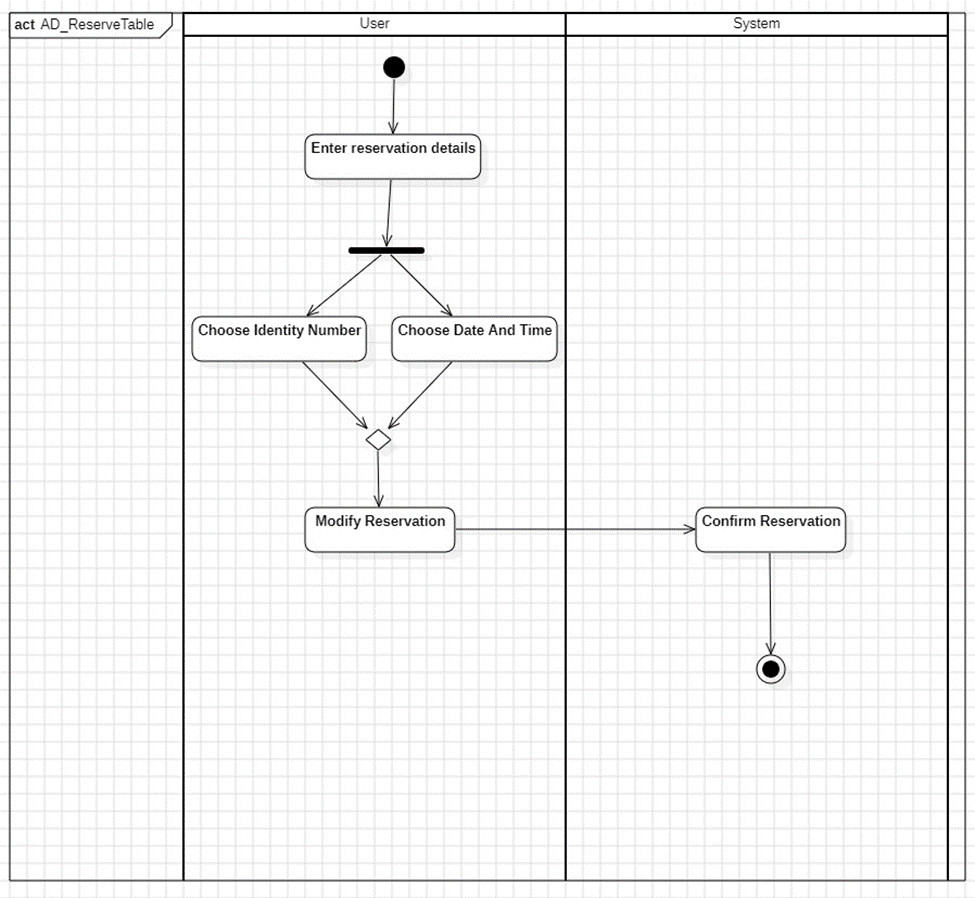 act AD_ReserveTable
User
System
Enter reservation details
Choose Identity Number
Choose Date And Time
Modify Reservation
Confirm Reservation